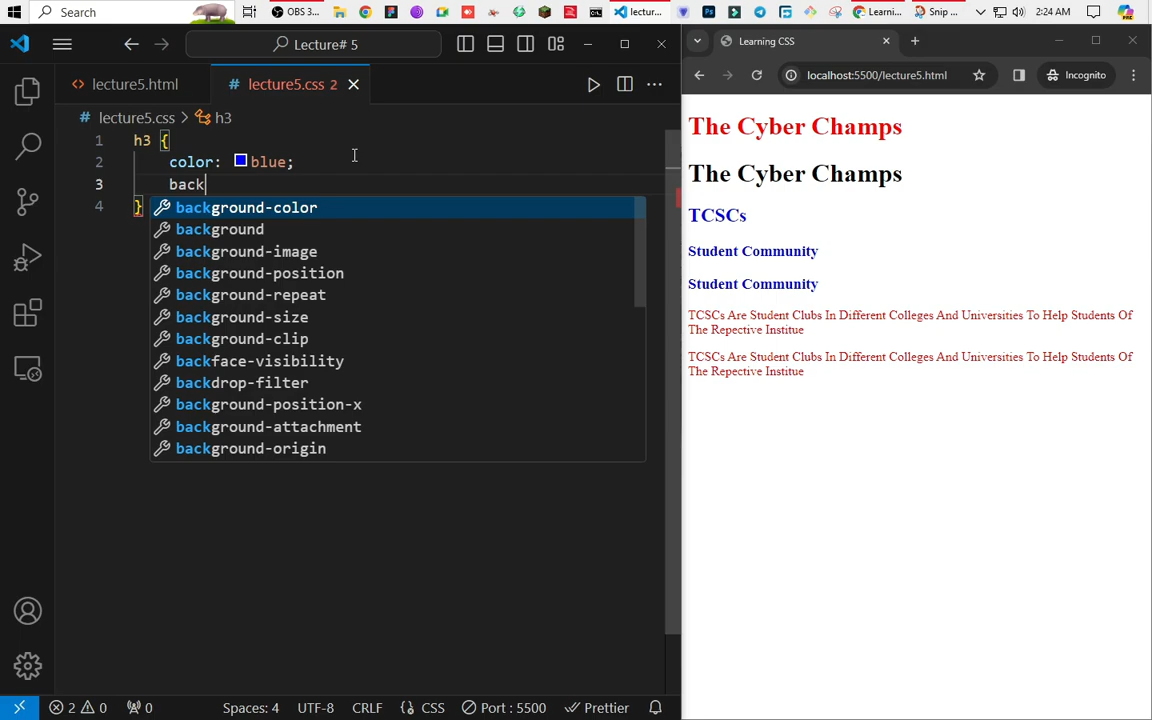 Search
OBS 3...
lectur...
Learni...
Snip ...
2:24 AM
Lecture# 5
lecture5.html
# lecture5.css 2
# lecture5.css > h3
1 h3 {
2 color: blue;
3 back
4 }
background-color
background
background-image
background-position
background-repeat
background-size
background-clip
backface-visibility
backdrop-filter
background-position-x
background-attachment
background-origin
2 0
0
Spaces: 4
UTF-8
CRLF
{} CSS
Port : 5500
Prettier
Learning CSS
localhost:5500/lecture5.html
Incognito
The Cyber Champs
The Cyber Champs
TCSCs
Student Community
Student Community
TCSCs Are Student Clubs In Different Colleges And Universities To Help Students Of
The Repective Institue
TCSCs Are Student Clubs In Different Colleges And Universities To Help Students Of
The Repective Institue